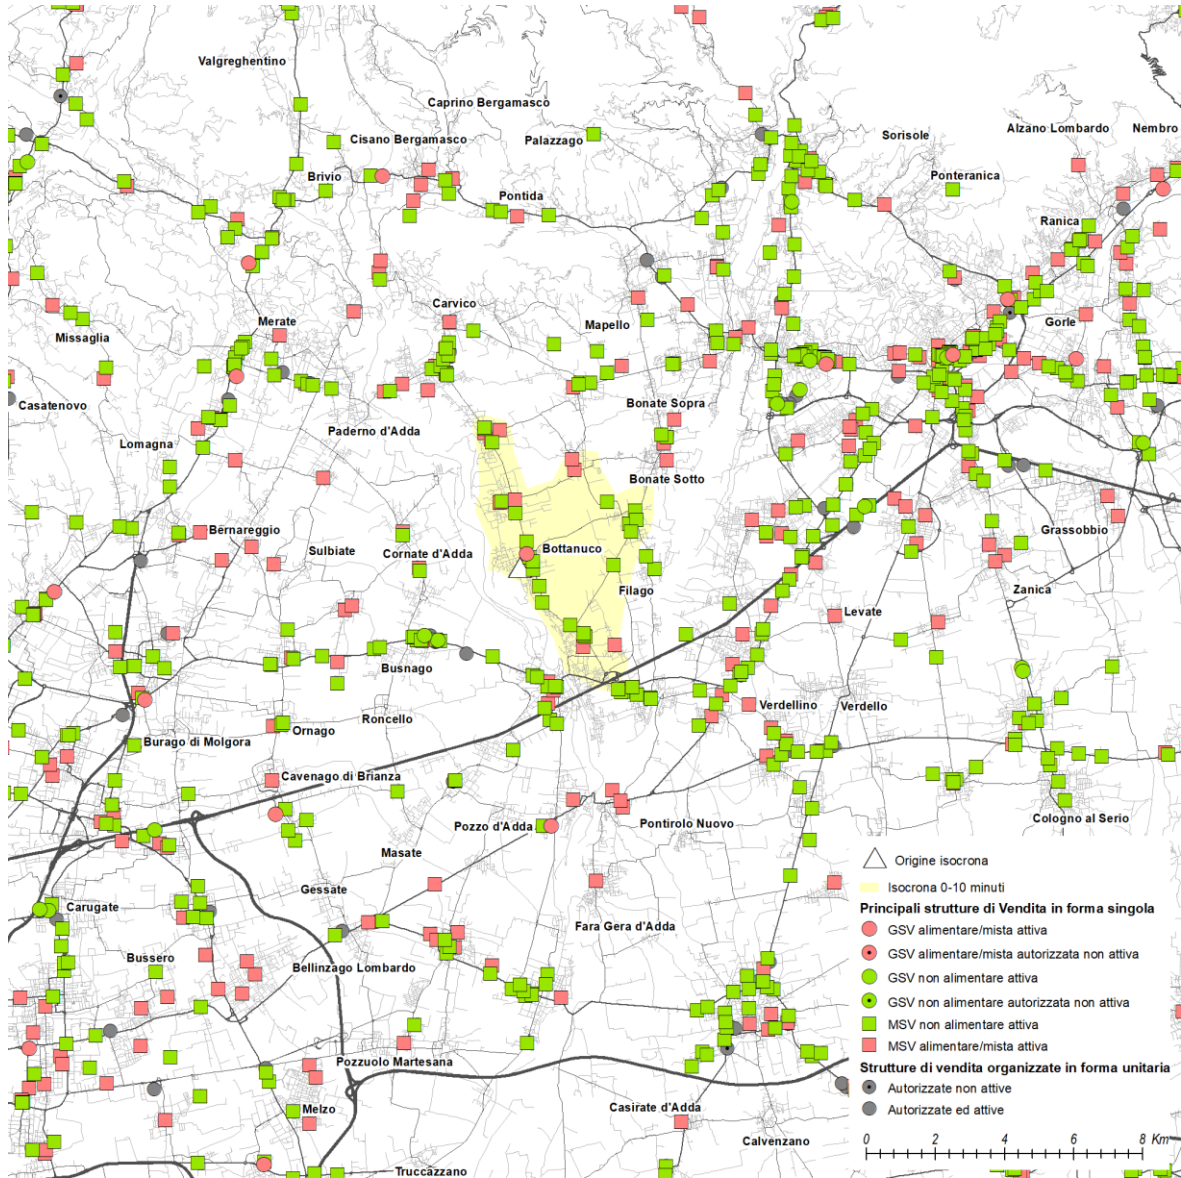 Valgreghentino
Caprino Bergamasco
Cisano Bergamasco
Palazzago
Sorisole
Alzano Lombardo
Nembro
Brivio
Ponteranica
Pontida
Ranica
Carvico
Merate
Mapello
Gorle
Missaglia
Casatenovo
Bonate Sopra
Paderno d'Adda
Lomagna
Bonate Sotto
Bernareggio
Grassobbio
Sulbiate
Cornate d'Adda
Bottanuco
Filago
Zanica
Levate
Busnago
Verdellino
Verdello
Roncello
Ornago
Burago di Molgora
Cavenago di Brianza
Pozzo d'Adda
Pontirolo Nuovo
Cologno al Serio
Masate
Gessate
Carugate
Fara Gera d'Adda
Bussero
Bellinzago Lombardo
Pozzuolo Martesana
Melzo
Casirate d'Adda
Calvenzano
Truccazzano
Origine isocrona
Isocrona 0-10 minuti
Principali strutture di Vendita in forma singola
GSV alimentare/mista attiva
GSV alimentare/mista autorizzata non attiva
GSV non alimentare attiva
GSV non alimentare autorizzata non attiva
MSV non alimentare attiva
MSV alimentare/mista attiva
Strutture di vendita organizzate in forma unitaria
Autorizzate non attive
Autorizzate ed attive
0 2 4 6 8 Km